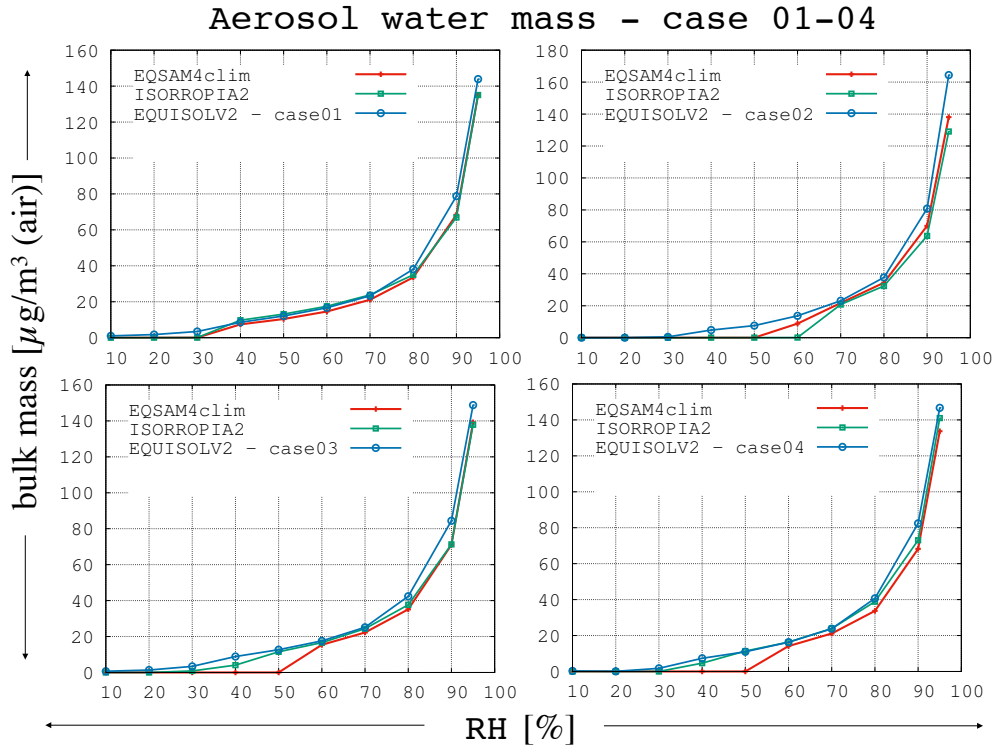 Aerosol water mass - case 01-04
bulk mass [μg/m³ (air)]
160
140
120
100
80
60
40
20
0
EQSAM4clim
ISORROPIA2
EQUISOLV2 - case01
10 20 30 40 50 60 70 80 90 100
180
160
140
120
100
80
60
40
20
0
EQSAM4clim
ISORROPIA2
EQUISOLV2 - case02
10 20 30 40 50 60 70 80 90 100
160
140
120
100
80
60
40
20
0
EQSAM4clim
ISORROPIA2
EQUISOLV2 - case03
10 20 30 40 50 60 70 80 90 100
160
140
120
100
80
60
40
20
0
EQSAM4clim
ISORROPIA2
EQUISOLV2 - case04
10 20 30 40 50 60 70 80 90 100
RH [%]